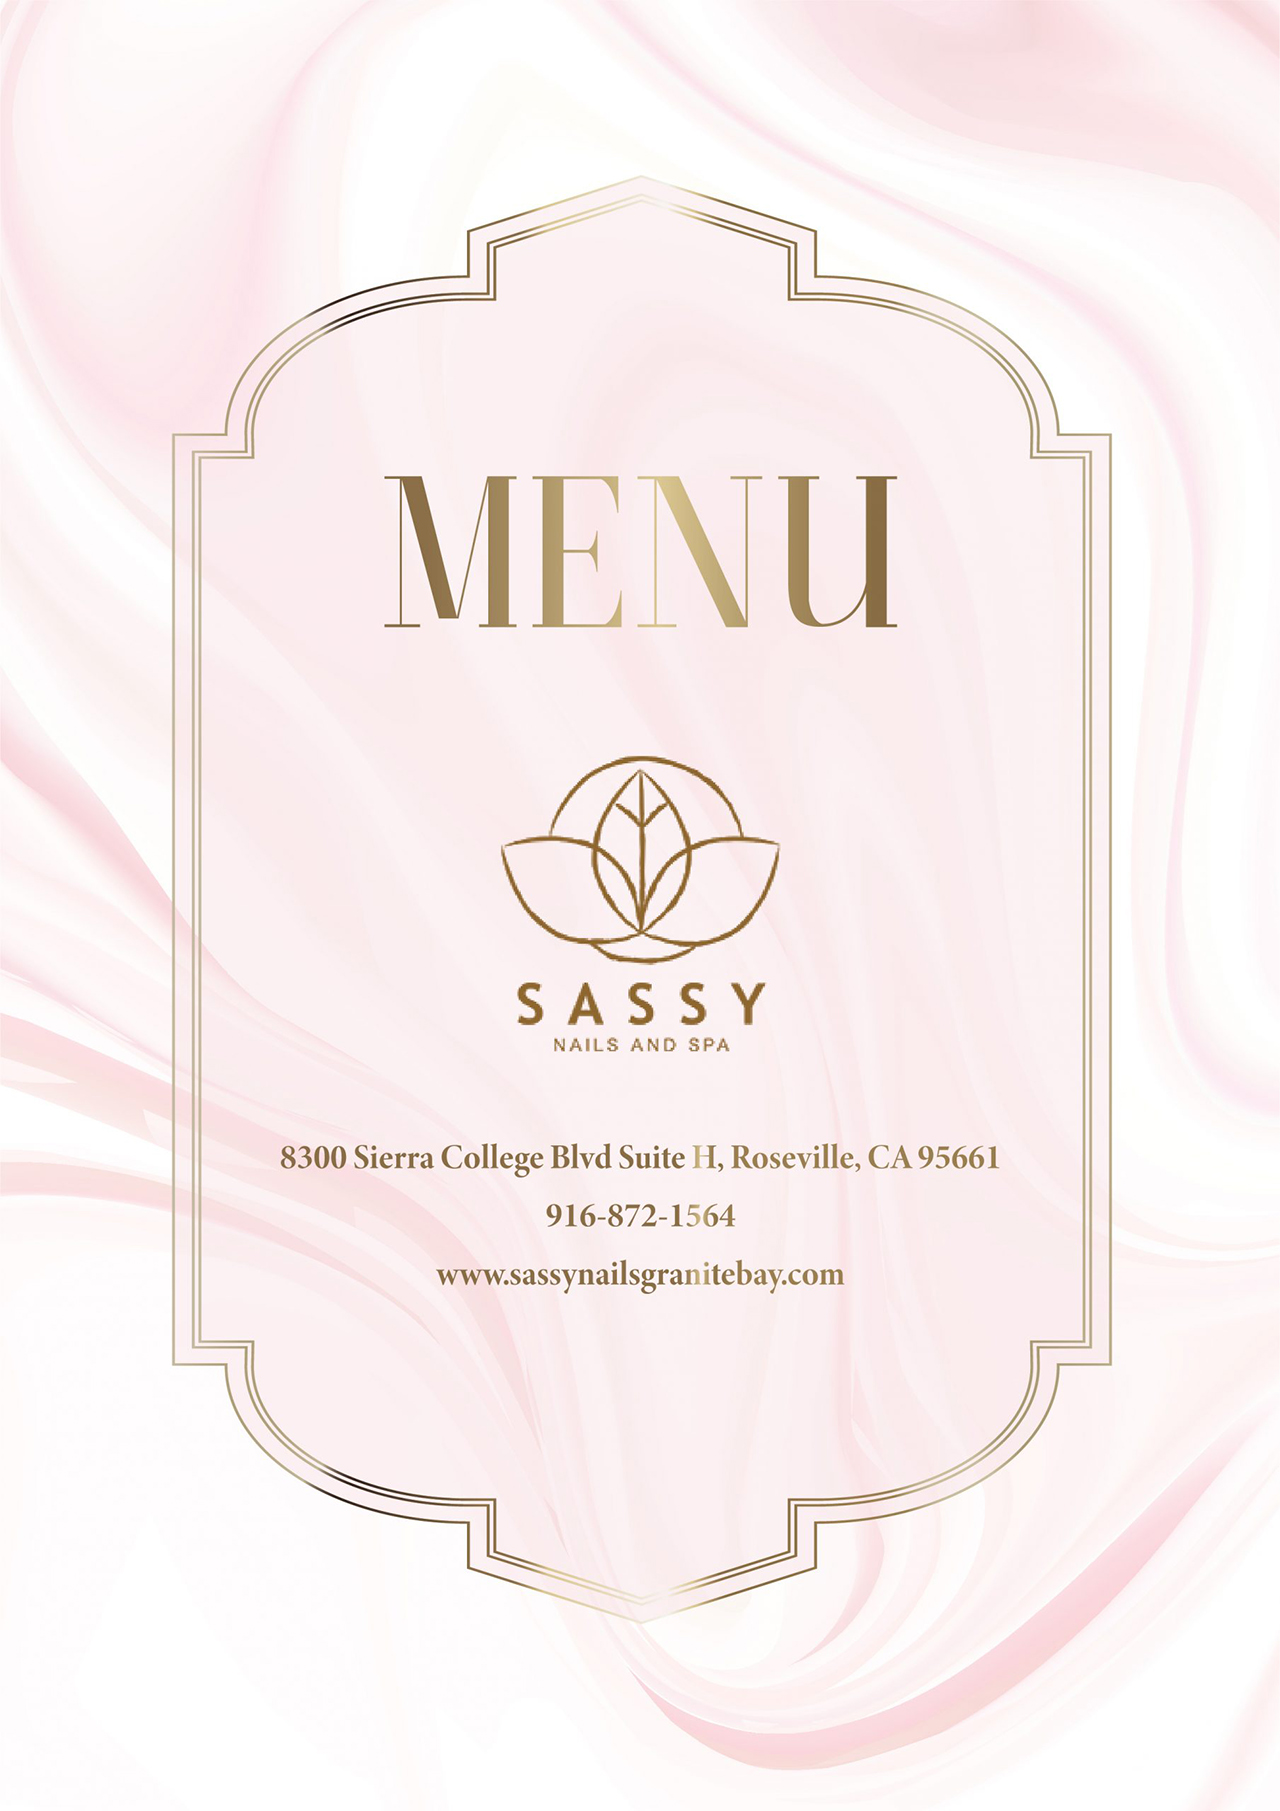 MENU
SASSY
NAILS AND SPA
8300 Sierra College Blvd Suite H, Roseville, CA 95661
916-872-1564
www.sassynailsgranitebay.com